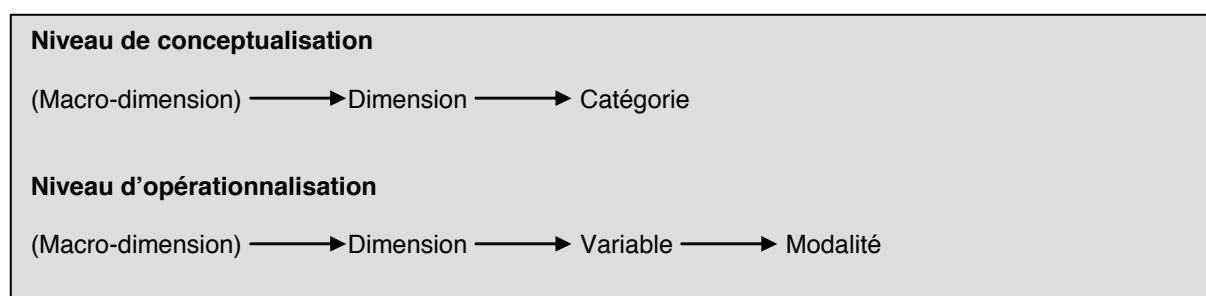 Niveau de conceptualisation
(Macro-dimension) Dimension Catégorie
Niveau d’opérationnalisation
(Macro-dimension) Dimension Variable Modalité